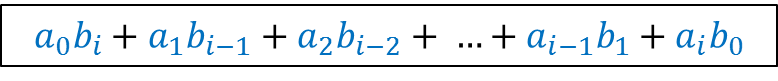 a₀bᵢ + a₁bᵢ₋₁ + a₂bᵢ₋₂ + … + aᵢ₋₁b₁ + aᵢb₀